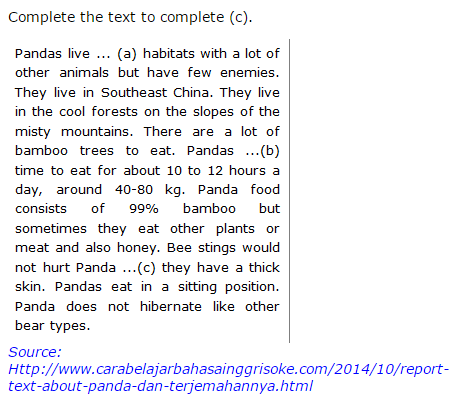 Complete the text to complete (c).
Pandas live ... (a) habitats with a lot of
other animals but have few enemies.
They live in Southeast China. They live
in the cool forests on the slopes of the
misty mountains. There are a lot of
bamboo trees to eat. Pandas ...(b)
time to eat for about 10 to 12 hours a
day, around 40-80 kg. Panda food
consists of 99% bamboo but
sometimes they eat other plants or
meat and also honey. Bee stings would
not hurt Panda ...(c) they have a thick
skin. Pandas eat in a sitting position.
Panda does not hibernate like other
bear types.
Source:
Http://www.carabelajarbahasainggrisoke.com/2014/10/report-
text-about-panda-dan-terjemahannya.html